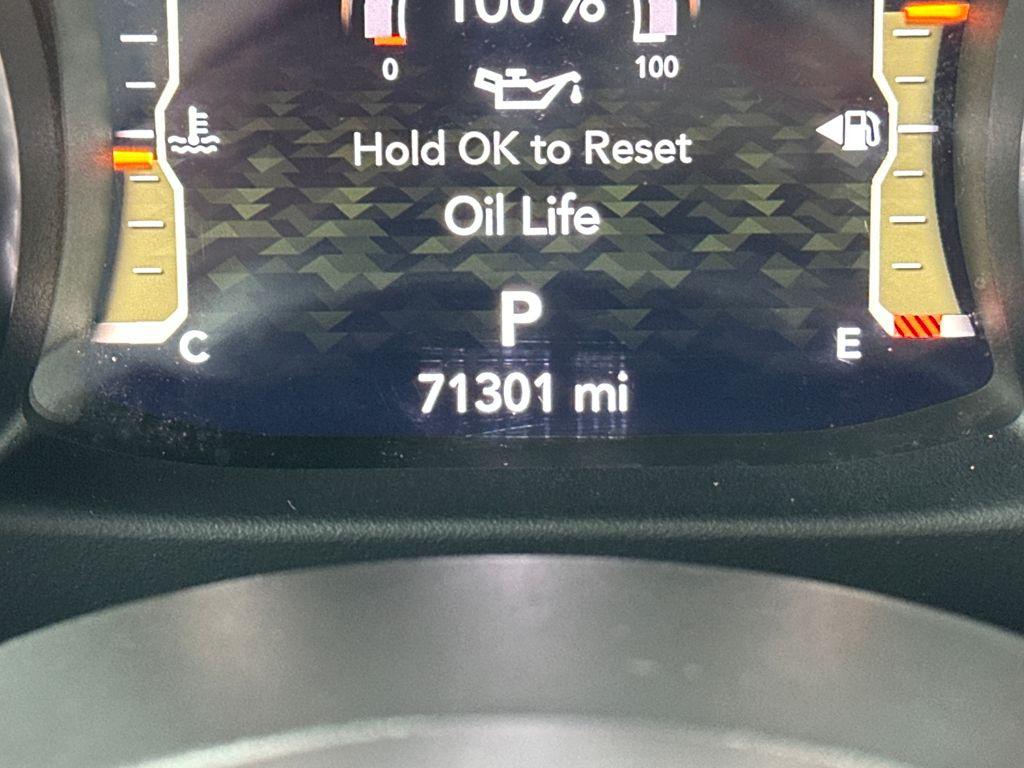 100%
0
100
Hold OK to Reset
Oil Life
P
C
E
71301 mi